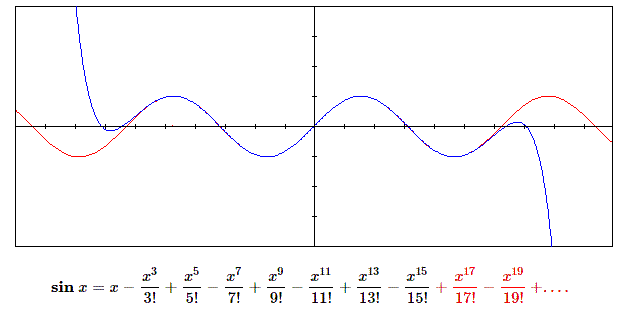 sin x = x − x³/3! + x⁵/5! − x⁷/7! + x⁹/9! − x¹¹/11! + x¹³/13! − x¹⁵/15! + x¹⁷/17! − x¹⁹/19! + ....